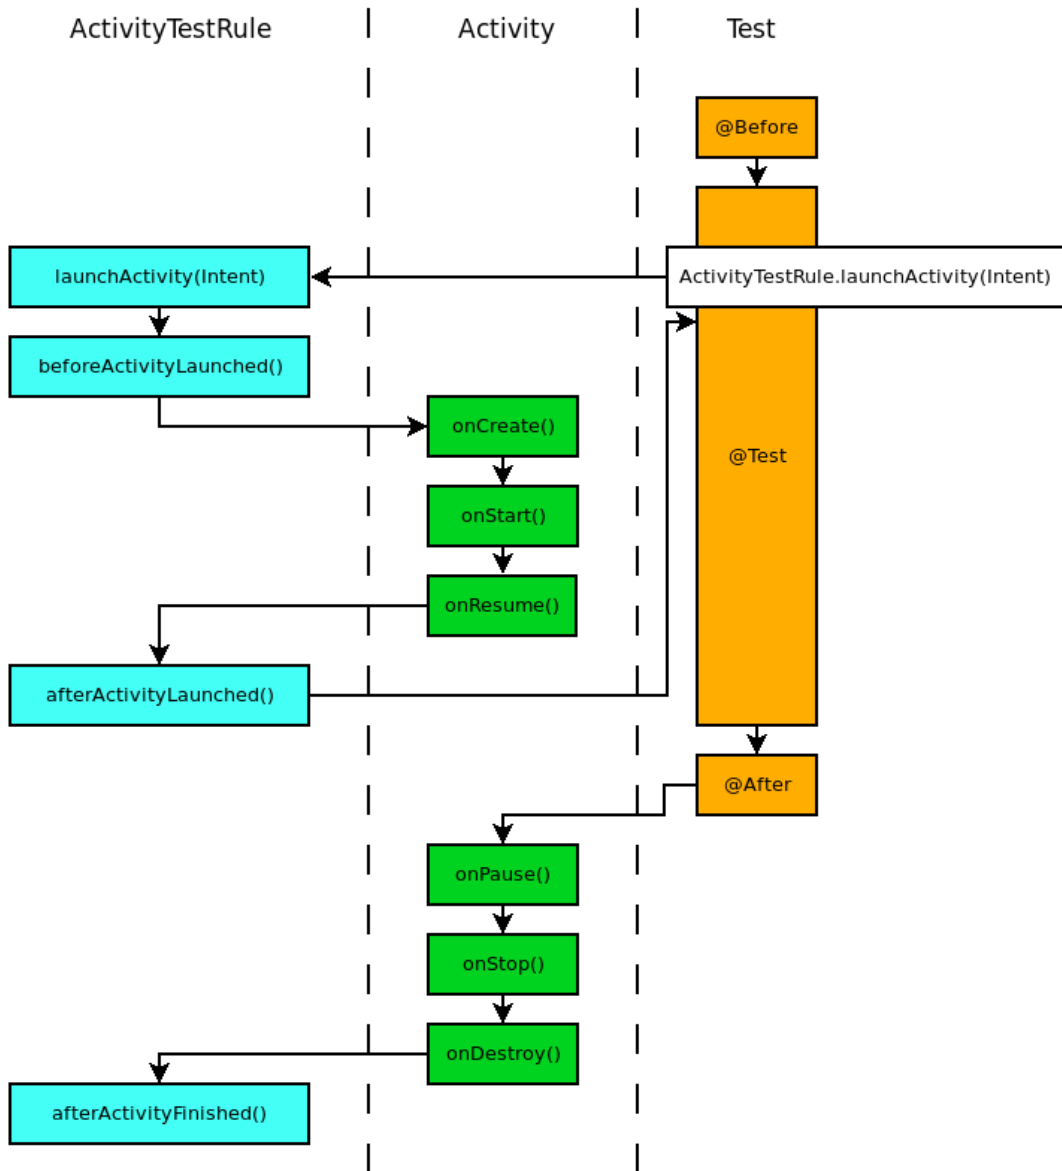 ActivityTestRule
Activity
Test
@Before
launchActivity(Intent)
ActivityTestRule.launchActivity(Intent)
beforeActivityLaunched()
onCreate()
@Test
onStart()
onResume()
afterActivityLaunched()
@After
onPause()
onStop()
onDestroy()
afterActivityFinished()